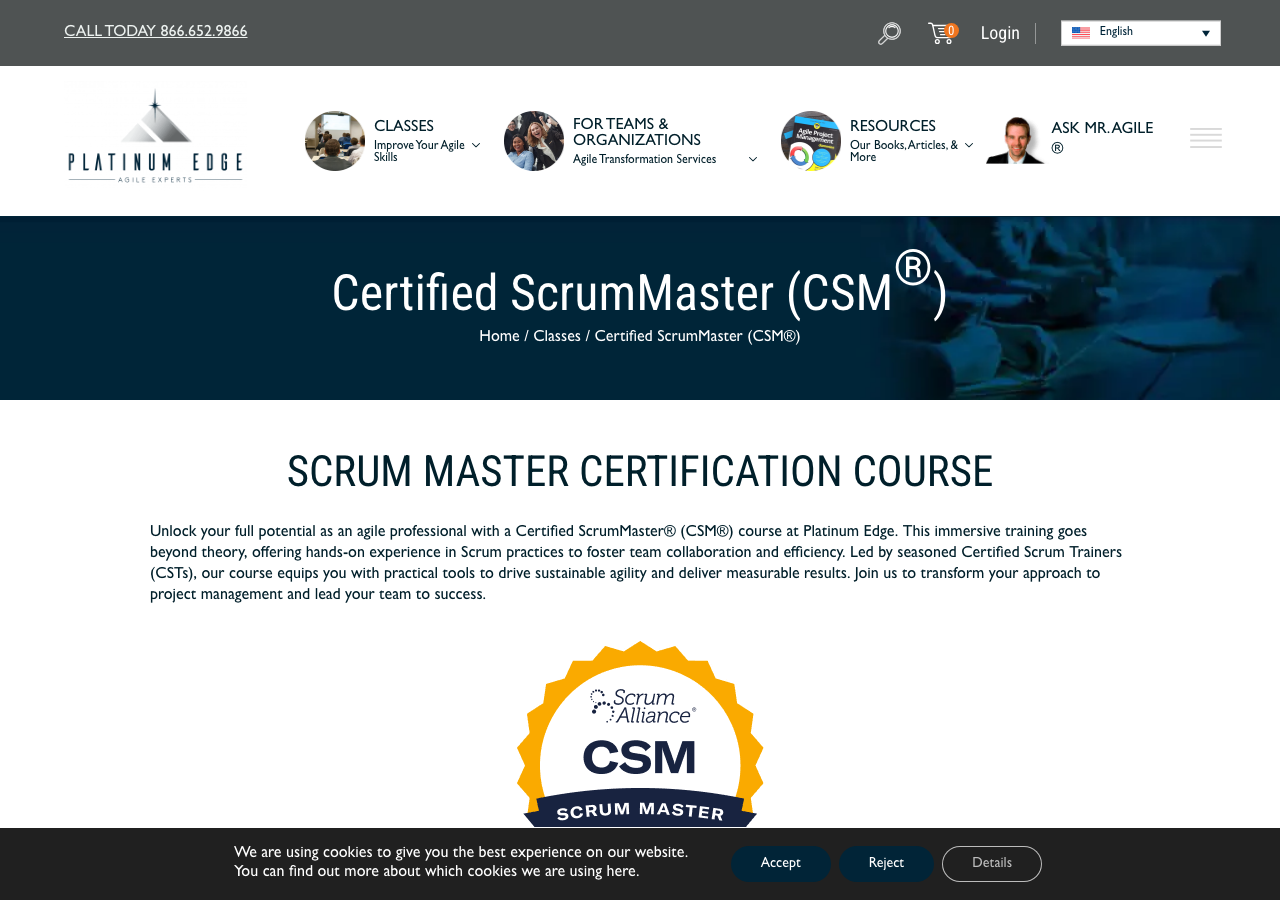 CALL TODAY 866.652.9866
0
Login
English
PLATINUM EDGE
AGILE EXPERTS
CLASSES
Improve Your Agile
Skills
FOR TEAMS &
ORGANIZATIONS
Agile Transformation Services
Agile Project
Management
RESOURCES
Our Books, Articles, &
More
ASK MR. AGILE
®
Certified ScrumMaster (CSM®)
Home / Classes / Certified ScrumMaster (CSM®)
SCRUM MASTER CERTIFICATION COURSE
Unlock your full potential as an agile professional with a Certified ScrumMaster® (CSM®) course at Platinum Edge. This immersive training goes
beyond theory, offering hands-on experience in Scrum practices to foster team collaboration and efficiency. Led by seasoned Certified Scrum Trainers
(CSTs), our course equips you with practical tools to drive sustainable agility and deliver measurable results. Join us to transform your approach to
project management and lead your team to success.
Scrum
Alliance®
CSM
SCRUM MASTER
We are using cookies to give you the best experience on our website.
You can find out more about which cookies we are using here.
Accept
Reject
Details